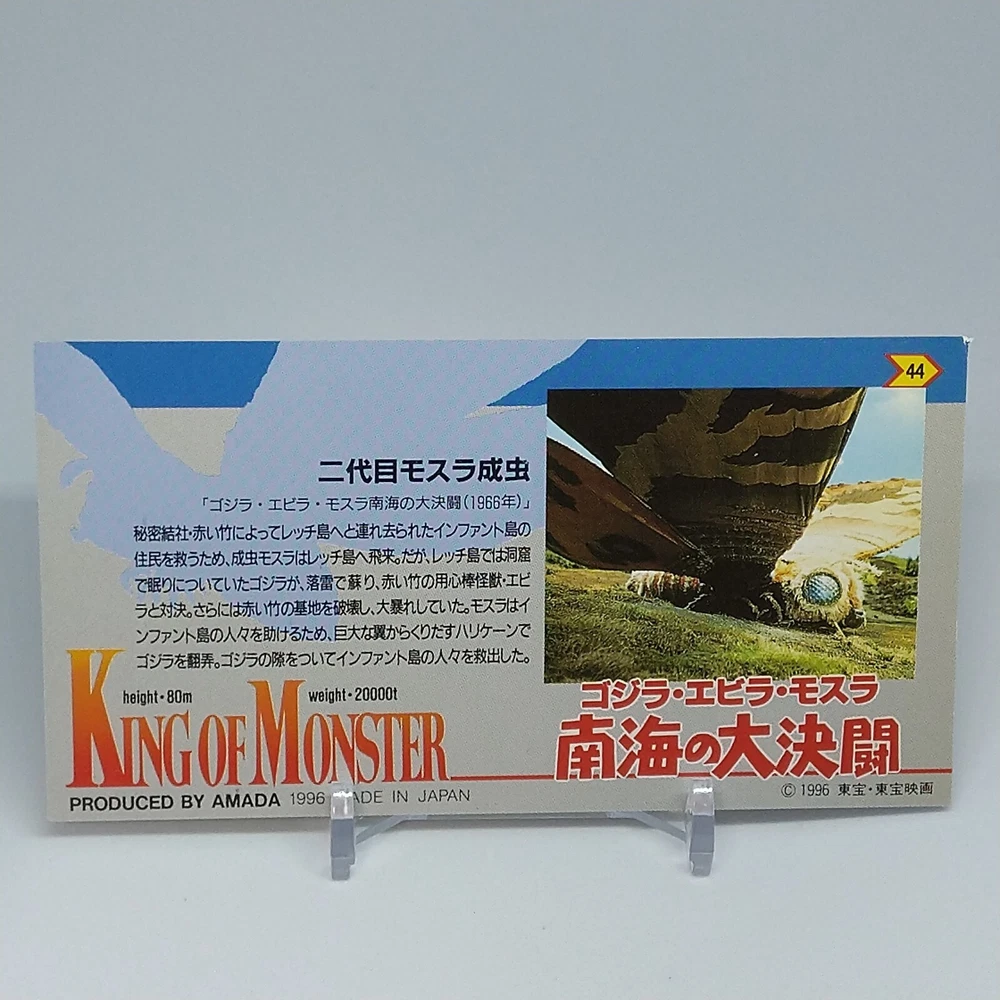 44
二代目モスラ成虫
「ゴジラ・エビラ・モスラ南海の大決闘(1966年)」
秘密結社・赤い竹によってレッチ島へと連れ去られたインファント島の
住民を救うため、成虫モスラはレッチ島へ飛来。だが、レッチ島では洞窟
で眠りについていたゴジラが、落雷で蘇り、赤い竹の用心棒怪獣・エビ
ラと対決。さらには赤い竹の基地を破壊し、大暴れしていた。モスラはイ
ンファント島の人々を助けるため、巨大な翼からくりだすハリケーンで
ゴジラを翻弄。ゴジラの隙をついてインファント島の人々を救出した。
height・80m weight・20000t
KING OF MONSTER
PRODUCED BY AMADA 1996 MADE IN JAPAN
ゴジラ・エビラ・モスラ
南海の大決闘
© 1996 東宝・東宝映画